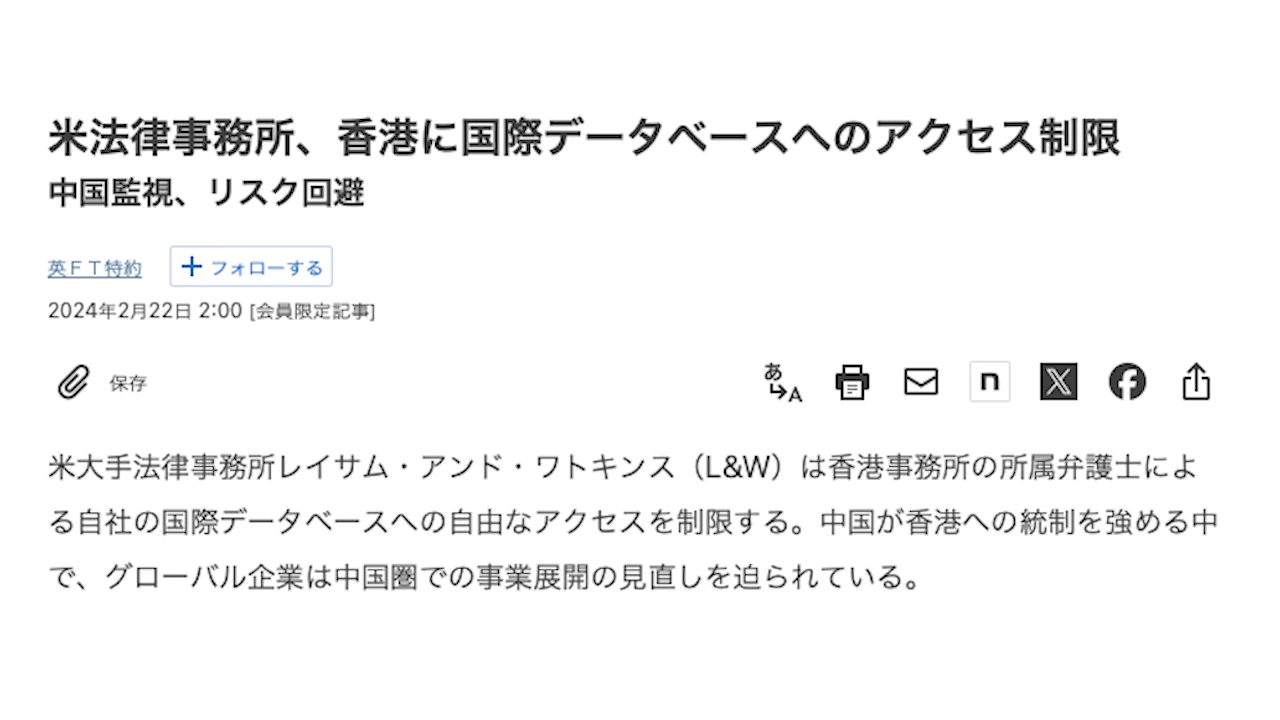 米法律事務所、香港に国際データベースへのアクセス制限
中国監視、リスク回避
英ＦＴ特約 + フォローする
2024年2月22日 2:00 [会員限定記事]
保存 あ A n X f
米大手法律事務所レイサム・アンド・ワトキンス（L&W）は香港事務所の所属弁護士によ
る自社の国際データベースへの自由なアクセスを制限する。中国が香港への統制を強める中
で、グローバル企業は中国圏での事業展開の見直しを迫られている。